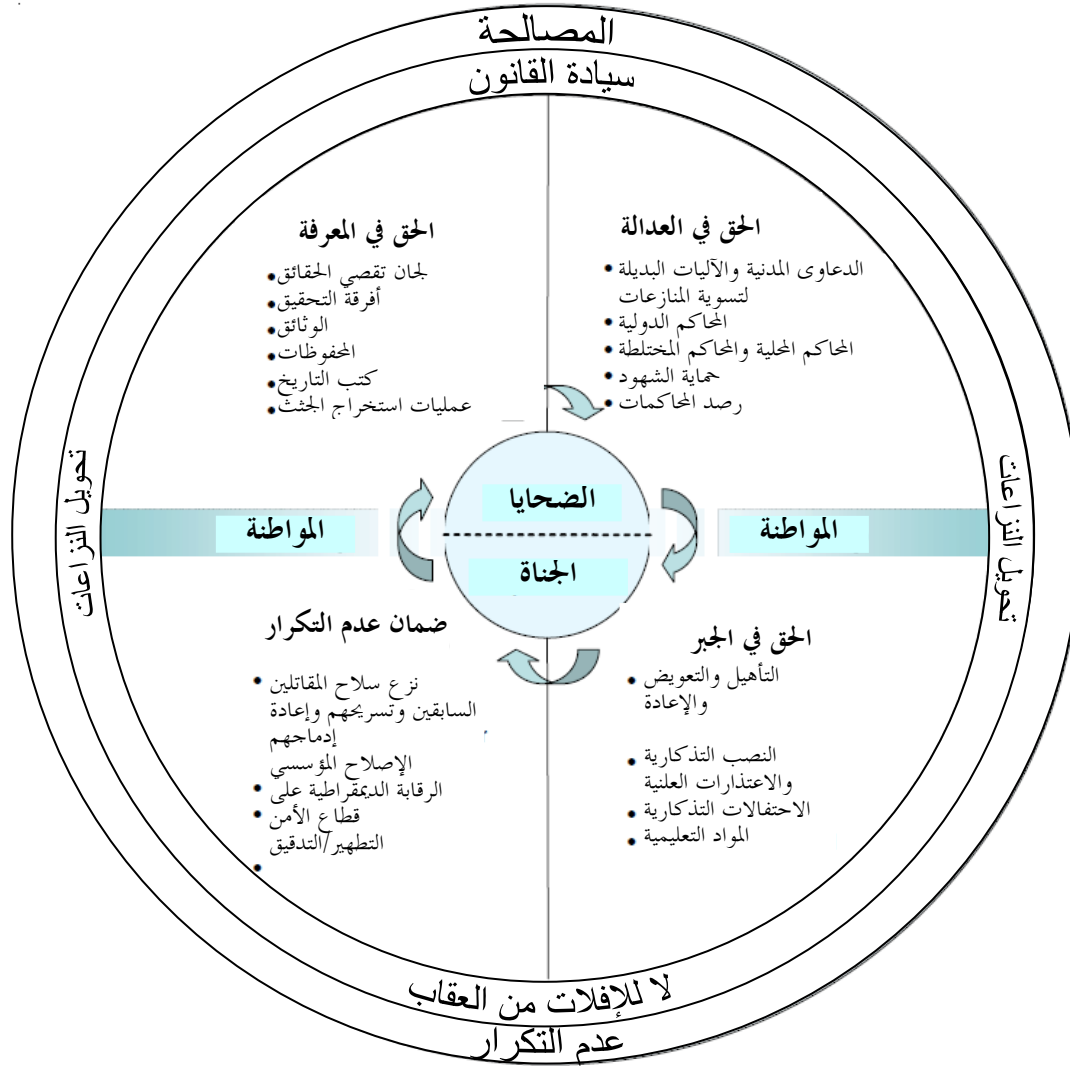 المصالحة
سيادة القانون
الحق في العدالة
الدعاوى المدنية والآليات البديلة
لتسوية المنازعات
المحاكم الدولية
المحاكم المحلية والمحاكم المختلطة
حماية الشهود
رصد المحاكمات
الحق في المعرفة
لجان تقصي الحقائق
أفرقة التحقيق
الوثائق
المحفوظات
كتب التاريخ
عمليات استخراج الجثث
تحويل النزاعات
المواطنة
الضحايا
الجناة
المواطنة
تحويل النزاعات
الحق في الجبر
التأهيل والتعويض
والإعادة
النصب التذكارية
والاعتذارات العلنية
الاحتفالات التذكارية
المواد التعليمية
ضمان عدم التكرار
نزع سلاح المقاتلين
السابقين وتسريحهم وإعادة
إدماجهم
الإصلاح المؤسسي
الرقابة الديمقراطية على
قطاع الأمن
التطهير/التدقيق
لا للإفلات من العقاب
عدم التكرار